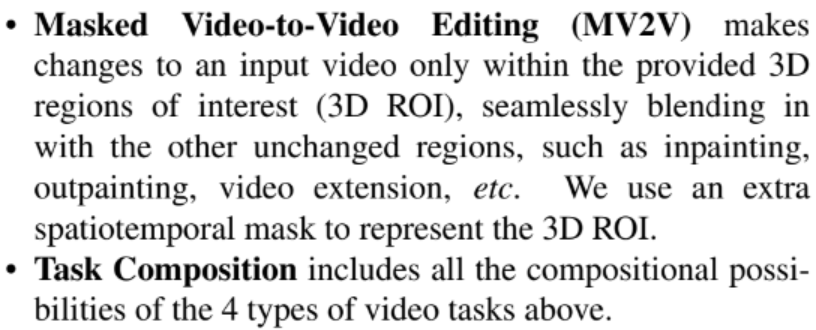 • Masked Video-to-Video Editing (MV2V) makes
changes to an input video only within the provided 3D
regions of interest (3D ROI), seamlessly blending in
with the other unchanged regions, such as inpainting,
outpainting, video extension, etc. We use an extra
spatiotemporal mask to represent the 3D ROI.
• Task Composition includes all the compositional possi-
bilities of the 4 types of video tasks above.